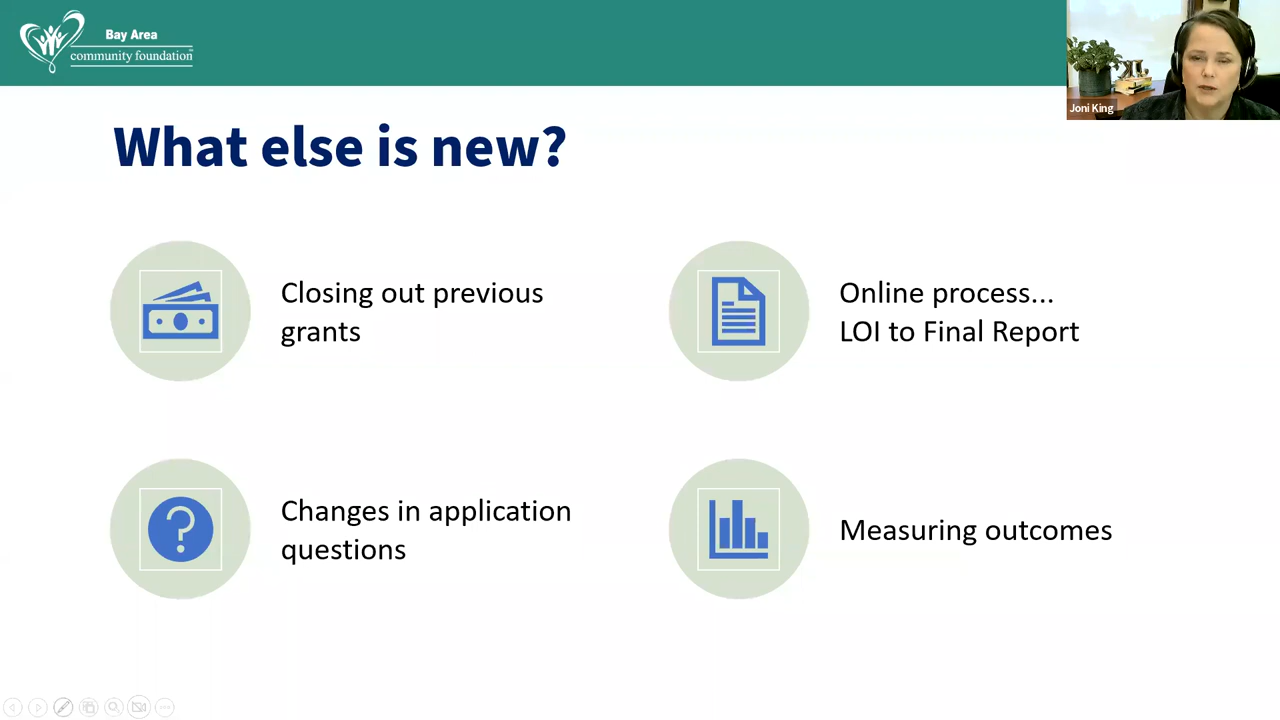 Bay Area
community foundation
Joni King
What else is new?
Closing out previous
grants
Online process...
LOI to Final Report
Changes in application
questions
Measuring outcomes